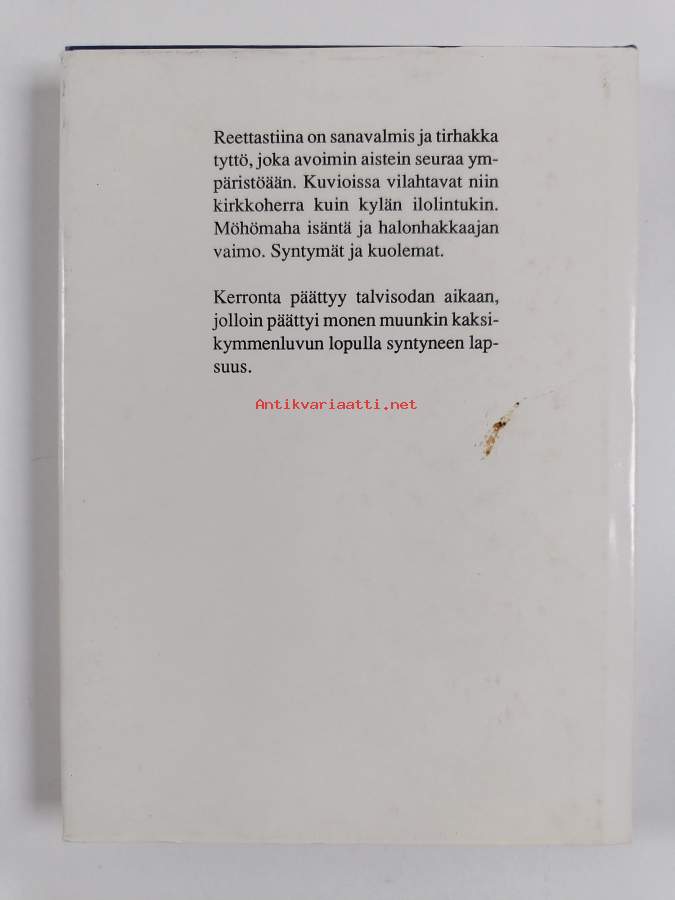 Reettastiina on sanavalmis ja tirhakka
tyttö, joka avoimin aistein seuraa ym-
päristöään. Kuvioissa vilahtavat niin
kirkkoherra kuin kylän ilolintukin.
Möhömaha isäntä ja halonhakkaajan
vaimo. Syntymät ja kuolemat.
Kerronta päättyy talvisodan aikaan,
jolloin päättyi monen muunkin kaksi-
kymmenluvun lopulla syntyneen lap-
suus.
Antikvariaatti.net